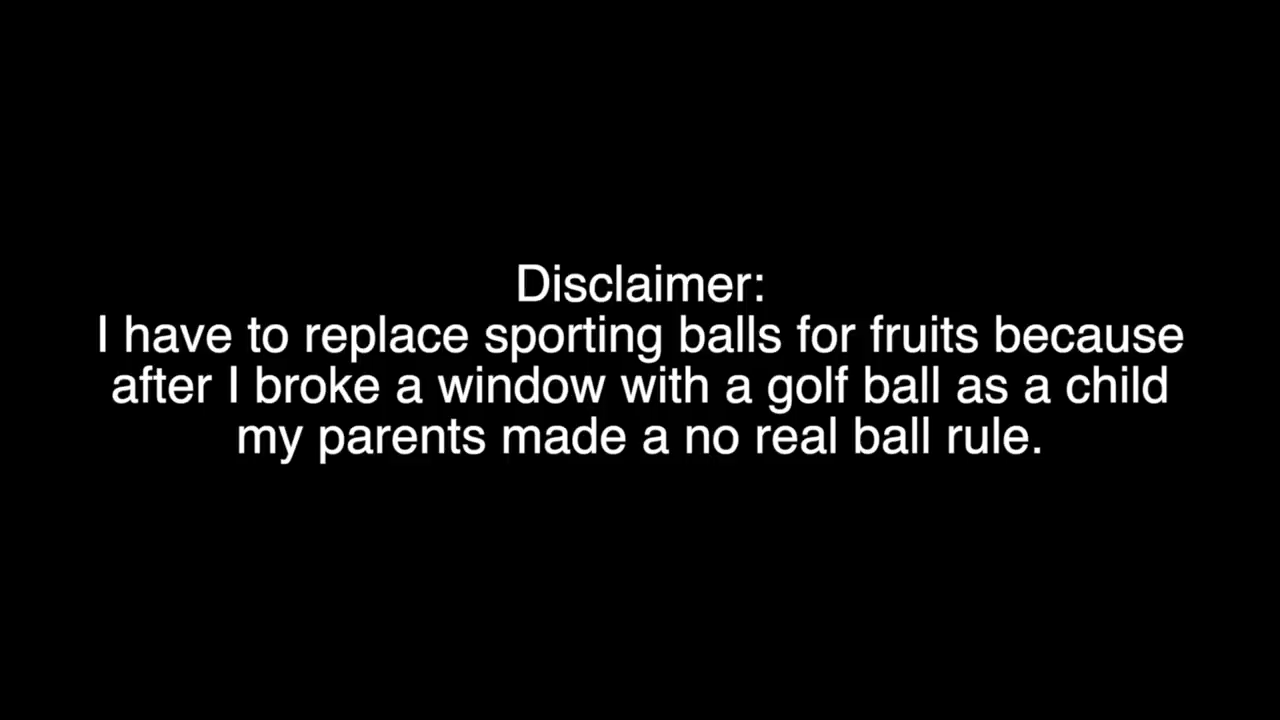 Disclaimer:
I have to replace sporting balls for fruits because
after I broke a window with a golf ball as a child
my parents made a no real ball rule.